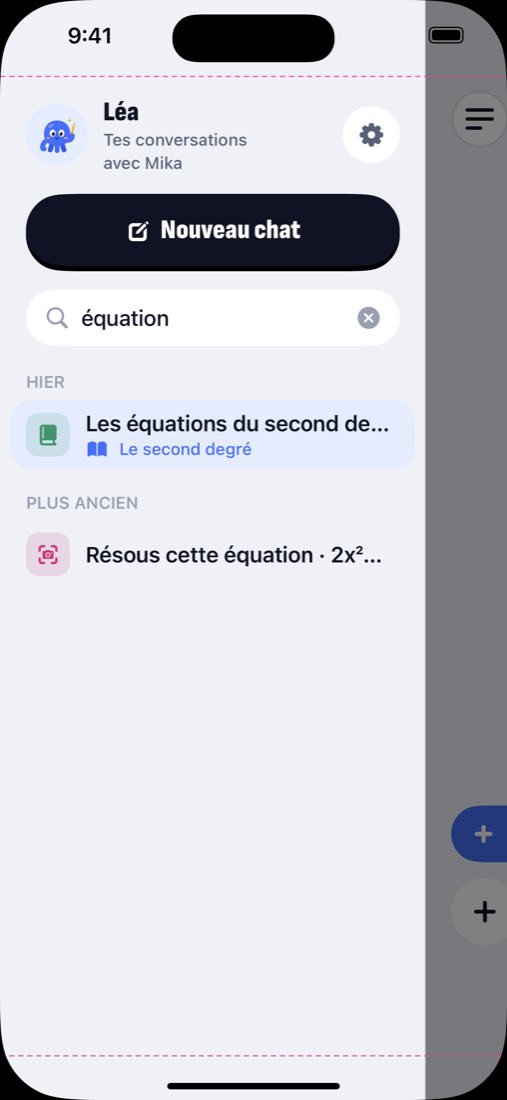 9:41
Léa
Tes conversations
avec Mika
Nouveau chat
équation
HIER
Les équations du second de...
Le second degré
PLUS ANCIEN
Résous cette équation · 2x²...